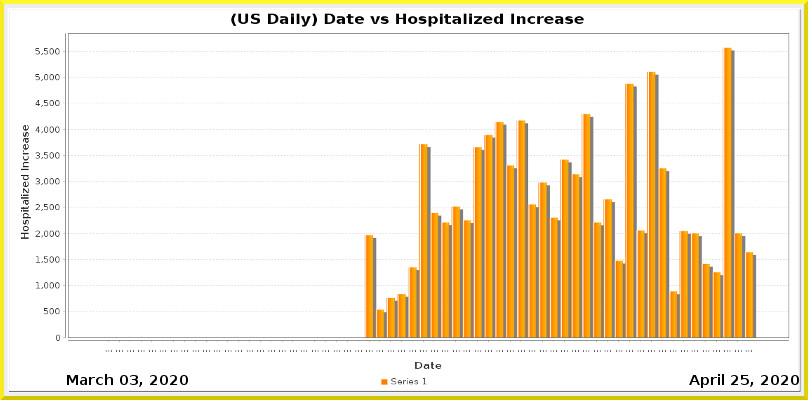 (US Daily) Date vs Hospitalized Increase
5,500
5,000
4,500
4,000
3,500
3,000
2,500
2,000
1,500
1,000
500
0
Hospitalized Increase
... ... ... ... ... ... ... ... ... ... ... ... ... ... ... ... ... ... ... ... ... ... ... ... ... ... ... ... ... ... ... ... ... ... ... ... ... ... ... ... ... ... ... ... ... ... ... ... ... ... ... ... ... ... ... ... ... ... ... ...
Date
March 03, 2020
Series 1
April 25, 2020